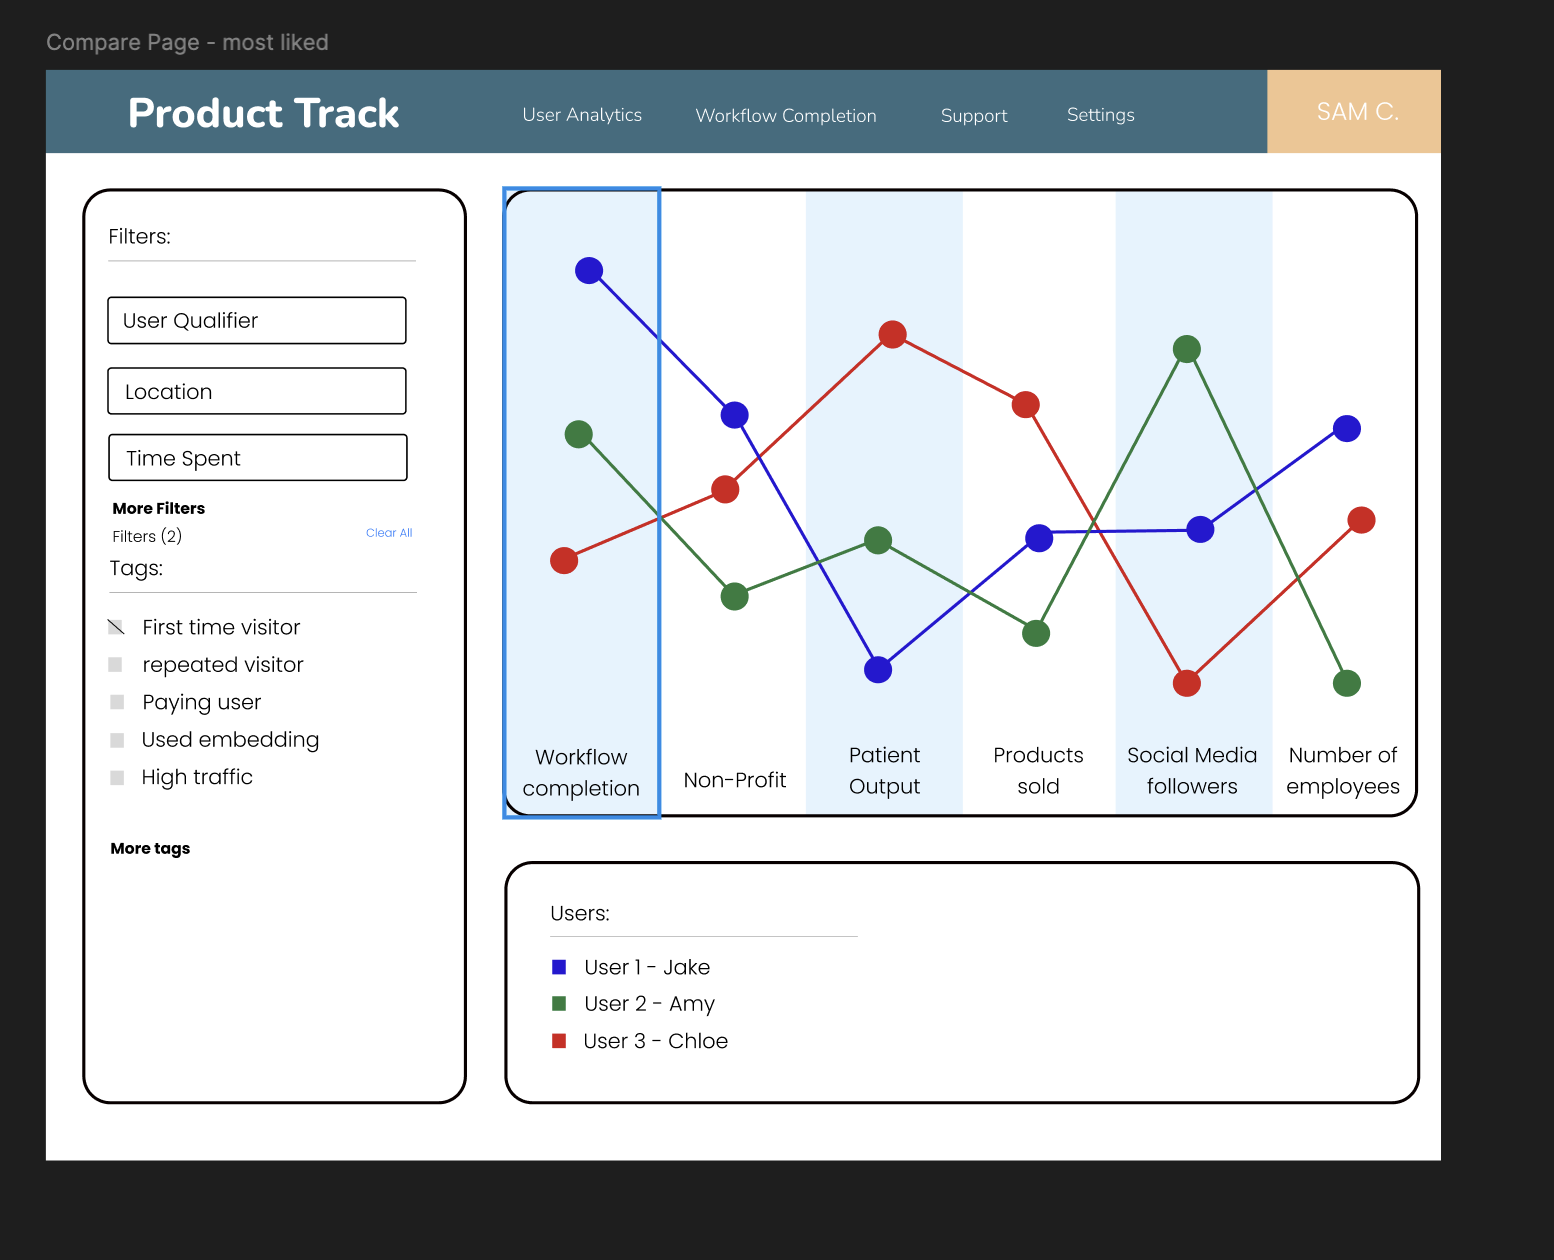 Compare Page - most liked
Product Track
User Analytics
Workflow Completion
Support
Settings
SAM C.
Filters:
User Qualifier
Location
Time Spent
More Filters
Filters (2)
Clear All
Tags:
First time visitor
repeated visitor
Paying user
Used embedding
High traffic
More tags
Workflow
completion
Non-Profit
Patient
Output
Products
sold
Social Media
followers
Number of
employees
Users:
User 1 - Jake
User 2 - Amy
User 3 - Chloe